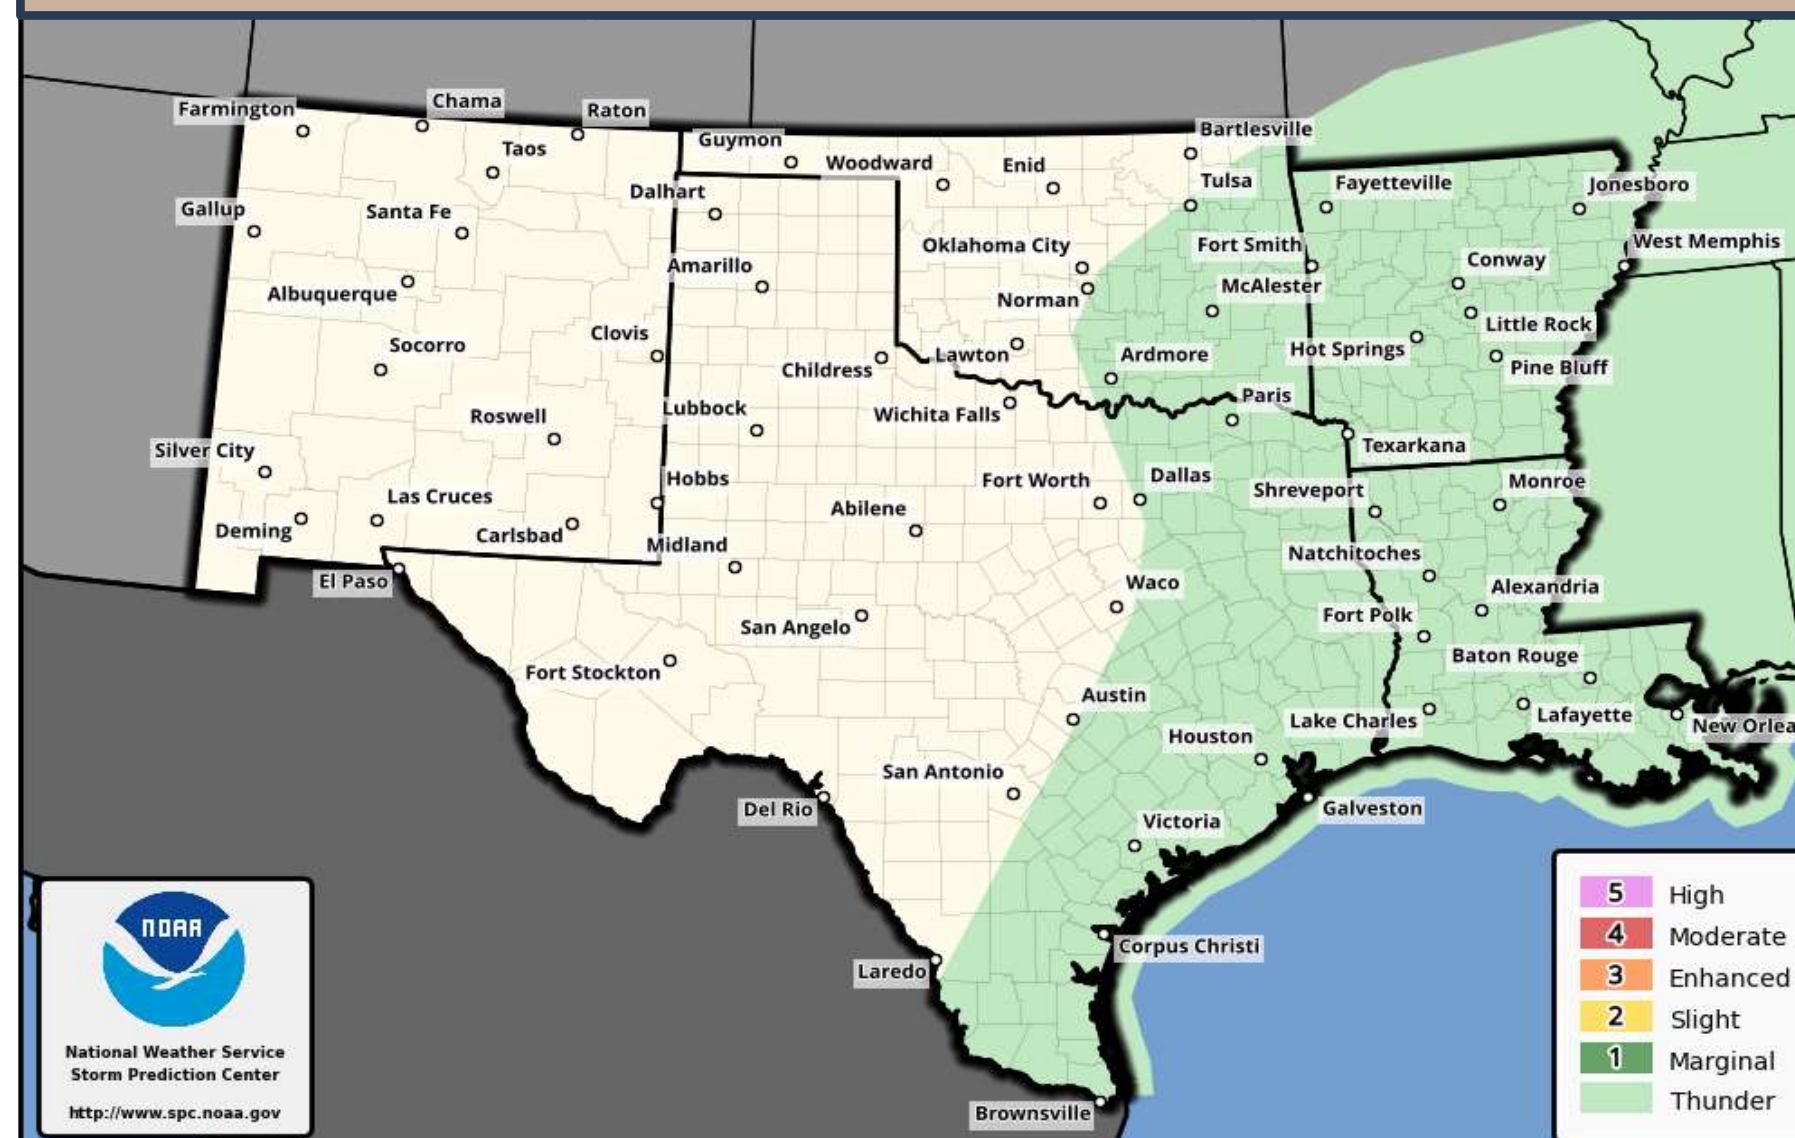 Farmington
Chama
Raton
Taos
Guymon
Woodward
Enid
Bartlesville
Tulsa
Fayetteville
Jonesboro
Gallup
Santa Fe
Dalhart
Oklahoma City
Fort Smith
West Memphis
Albuquerque
Amarillo
Norman
McAlester
Conway
Little Rock
Socorro
Clovis
Childress
Lawton
Ardmore
Hot Springs
Pine Bluff
Roswell
Lubbock
Wichita Falls
Paris
Texarkana
Silver City
Hobbs
Fort Worth
Dallas
Shreveport
Monroe
Las Cruces
Deming
Carlsbad
Midland
Abilene
Natchitoches
El Paso
Waco
Alexandria
San Angelo
Fort Polk
Fort Stockton
Baton Rouge
Austin
Lake Charles
Lafayette
New Orlea
Houston
San Antonio
Del Rio
Galveston
Victoria
Corpus Christi
Laredo
Brownsville
NOAA
National Weather Service
Storm Prediction Center
http://www.spc.noaa.gov
5 High
4 Moderate
3 Enhanced
2 Slight
1 Marginal
Thunder